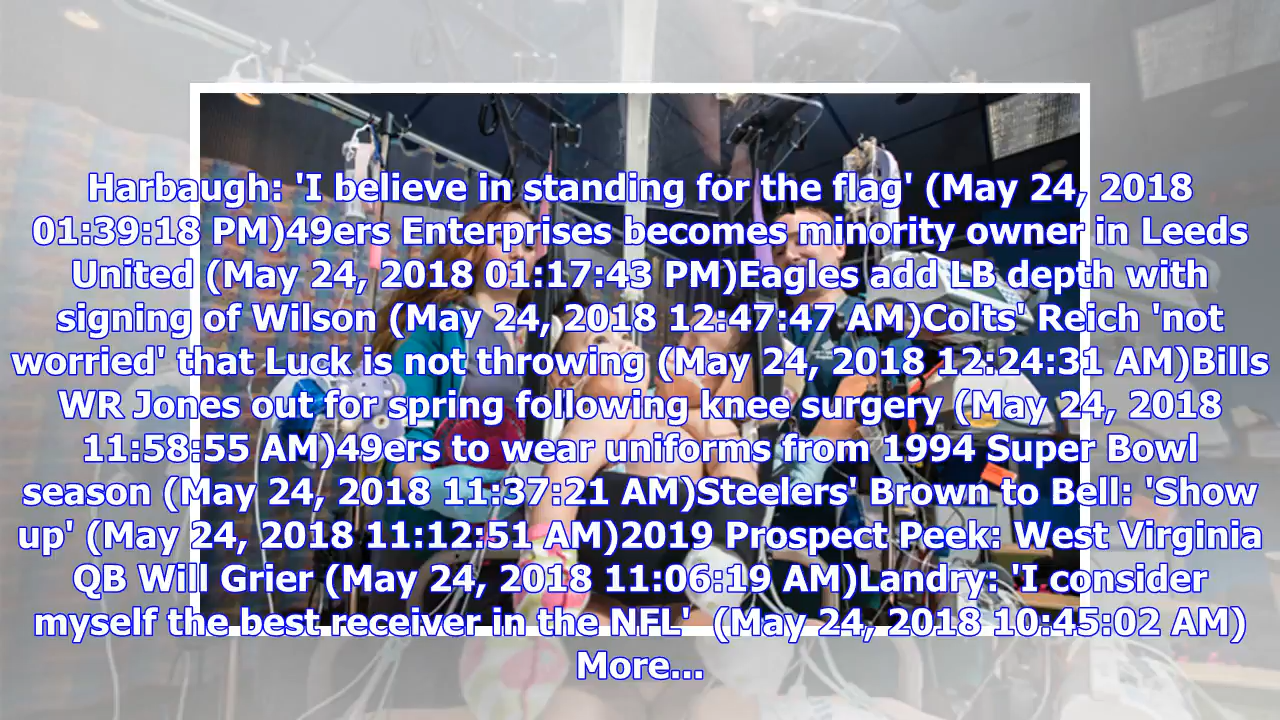 Harbaugh: 'I believe in standing for the flag' (May 24, 2018
01:39:18 PM)49ers Enterprises becomes minority owner in Leeds
United (May 24, 2018 01:17:43 PM)Eagles add LB depth with
signing of Wilson (May 24, 2018 12:47:47 AM)Colts' Reich 'not
worried' that Luck is not throwing (May 24, 2018 12:24:31 AM)Bills
WR Jones out for spring following knee surgery (May 24, 2018
11:58:55 AM)49ers to wear uniforms from 1994 Super Bowl
season (May 24, 2018 11:37:21 AM)Steelers' Brown to Bell: 'Show
up' (May 24, 2018 11:12:51 AM)2019 Prospect Peek: West Virginia
QB Will Grier (May 24, 2018 11:06:19 AM)Landry: 'I consider
myself the best receiver in the NFL'  (May 24, 2018 10:45:02 AM)
More...